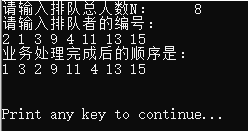 请输入排队总人数N:      8
请输入排队者的编号:
2 1 3 9 4 11 13 15
业务处理完成后的顺序是:
1 3 2 9 11 4 13 15
Print any key to continue...